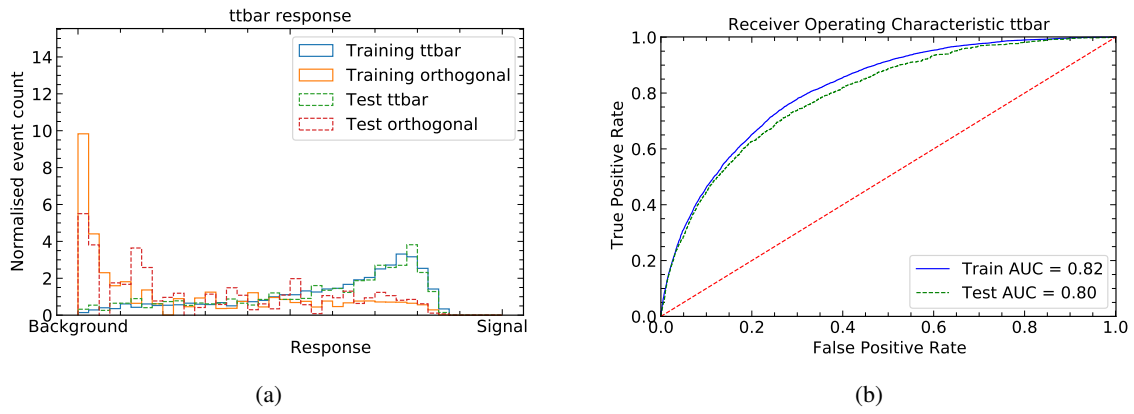 ttbar response
Normalised event count
14
12
10
8
6
4
2
0
Training ttbar
Training orthogonal
Test ttbar
Test orthogonal
Background
Signal
Response
(a)
Receiver Operating Characteristic ttbar
True Positive Rate
1.0
0.8
0.6
0.4
0.2
0.0
Train AUC = 0.82
Test AUC = 0.80
0.0 0.2 0.4 0.6 0.8 1.0
False Positive Rate
(b)